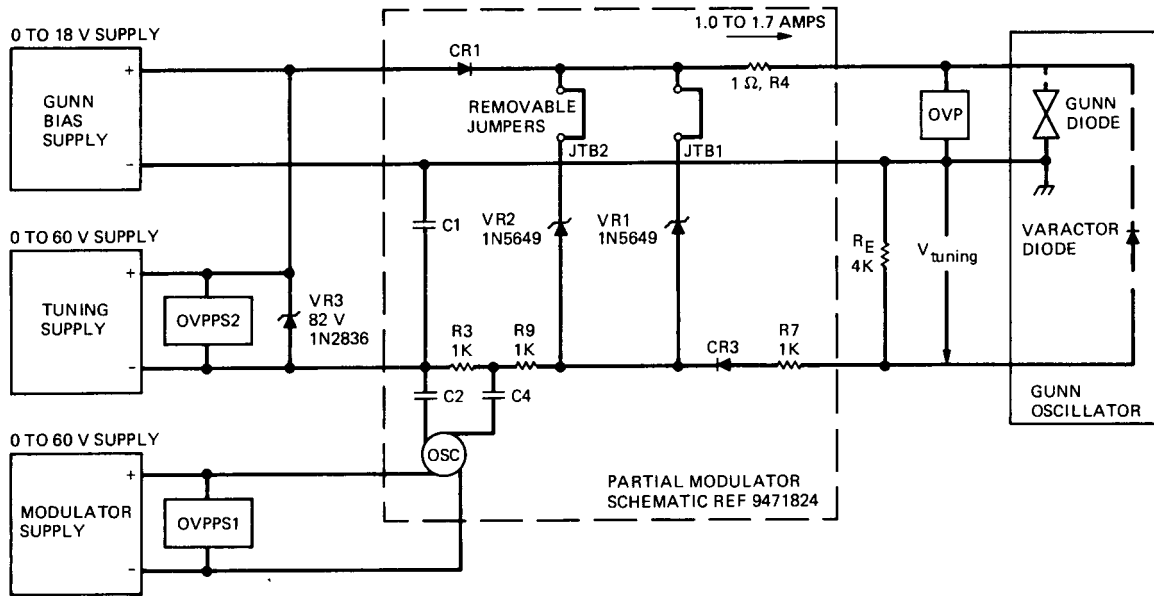 0 TO 18 V SUPPLY
+
GUNN
BIAS
SUPPLY
-
0 TO 60 V SUPPLY
+
TUNING
SUPPLY
-
OVPPS2
VR3
82 V
1N2836
0 TO 60 V SUPPLY
+
MODULATOR
SUPPLY
-
OVPPS1
1.0 TO 1.7 AMPS
CR1
REMOVABLE
JUMPERS
JTB2
JTB1
1 Ω, R4
C1
VR2
1N5649
VR1
1N5649
R3
1K
R9
1K
CR3
R7
1K
C2
C4
OSC
PARTIAL MODULATOR
SCHEMATIC REF 9471824
RE
4K
Vtuning
OVP
GUNN
DIODE
VARACTOR
DIODE
GUNN
OSCILLATOR